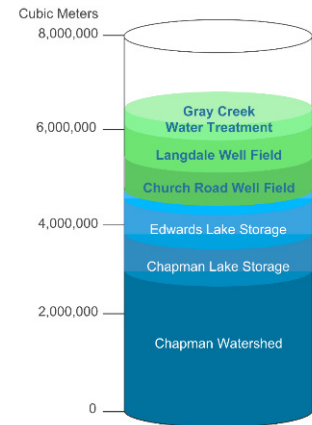 Cubic Meters
8,000,000
Gray Creek
6,000,000
Water Treatment
Langdale Well Field
Church Road Well Field
4,000,000
Edwards Lake Storage
Chapman Lake Storage
2,000,000
Chapman Watershed
0